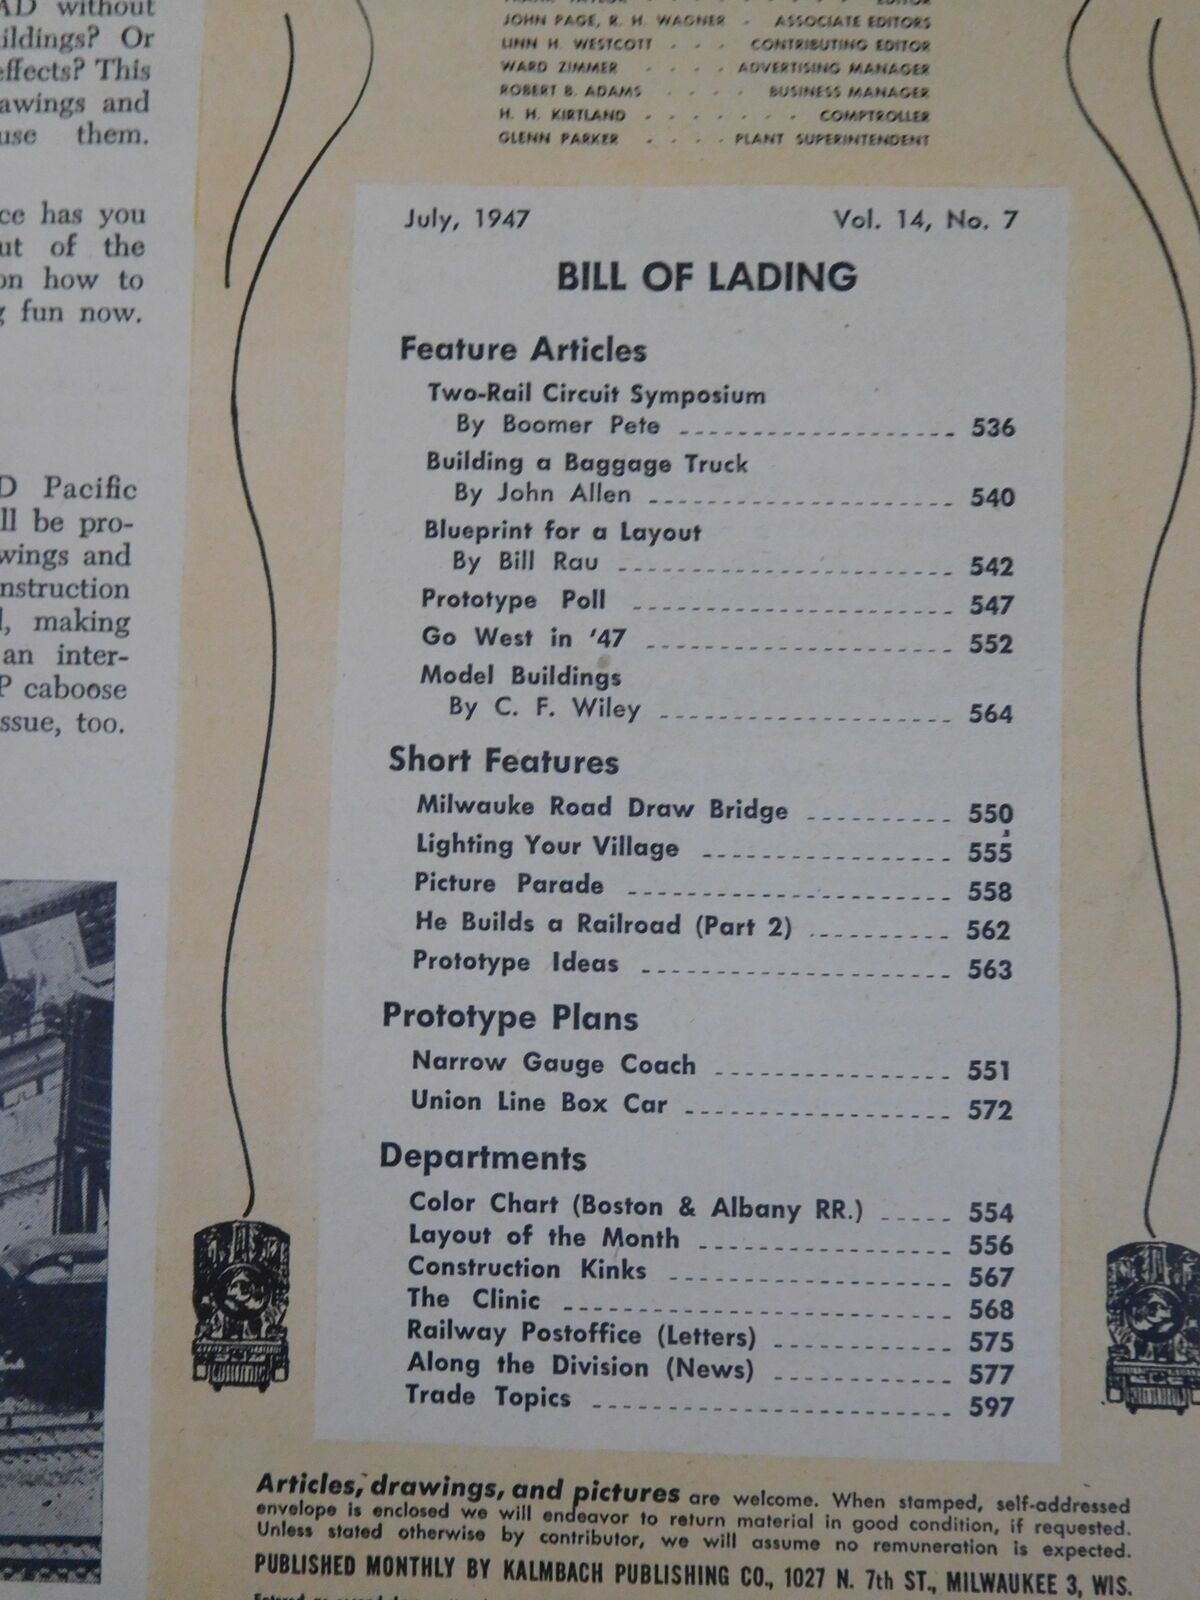 AD without
ildings? Or
effects? This
awings and
use them.
ce has you
ut of the
on how to
g fun now.
D Pacific
ll be pro-
wings and
nstruction
l, making
an inter-
P caboose
ssue, too.
EDITOR
JOHN PAGE, R. H. WAGNER - ASSOCIATE EDITORS
LINN H. WESTCOTT - - - CONTRIBUTING EDITOR
WARD ZIMMER - - - - ADVERTISING MANAGER
ROBERT B. ADAMS - - - - BUSINESS MANAGER
H. H. KIRTLAND - - - - - - - COMPTROLLER
GLENN PARKER - - - - PLANT SUPERINTENDENT
July, 1947 Vol. 14, No. 7
BILL OF LADING
Feature Articles
Two-Rail Circuit Symposium
By Boomer Pete 536
Building a Baggage Truck
By John Allen 540
Blueprint for a Layout
By Bill Rau 542
Prototype Poll 547
Go West in '47 552
Model Buildings
By C. F. Wiley 564
Short Features
Milwauke Road Draw Bridge 550
Lighting Your Village 555
Picture Parade 558
He Builds a Railroad (Part 2) 562
Prototype Ideas 563
Prototype Plans
Narrow Gauge Coach 551
Union Line Box Car 572
Departments
Color Chart (Boston & Albany RR.) 554
Layout of the Month 556
Construction Kinks 567
The Clinic 568
Railway Postoffice (Letters) 575
Along the Division (News) 577
Trade Topics 597
Articles, drawings, and pictures are welcome. When stamped, self-addressed
envelope is enclosed we will endeavor to return material in good condition, if requested.
Unless stated otherwise by contributor, we will assume no remuneration is expected.
PUBLISHED MONTHLY BY KALMBACH PUBLISHING CO., 1027 N. 7th ST., MILWAUKEE 3, WIS.